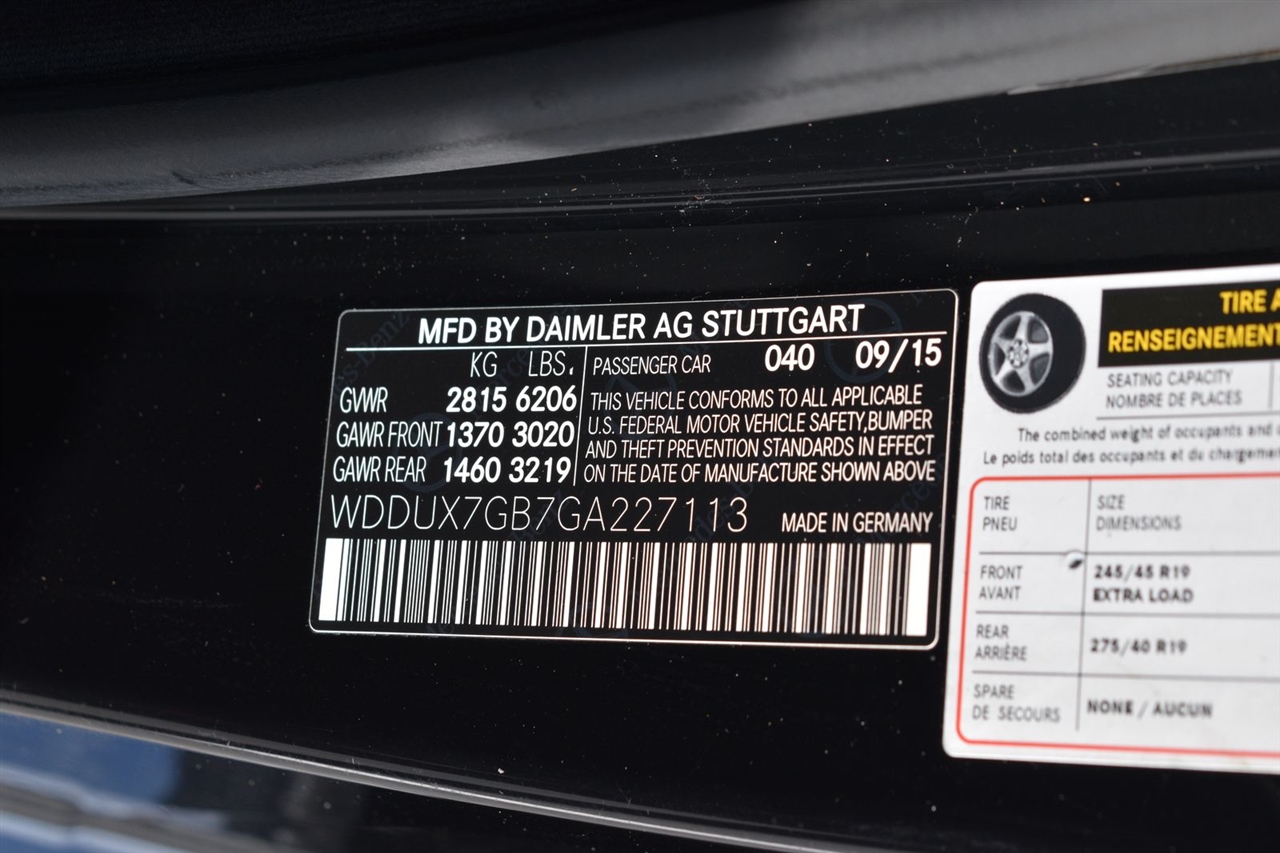 MFD BY DAIMLER AG STUTTGART
KG LBS.
GVWR 2815 6206
GAWR FRONT 1370 3020
GAWR REAR 1460 3219
PASSENGER CAR 040 09/15
THIS VEHICLE CONFORMS TO ALL APPLICABLE
U.S. FEDERAL MOTOR VEHICLE SAFETY,BUMPER
AND THEFT PREVENTION STANDARDS IN EFFECT
ON THE DATE OF MANUFACTURE SHOWN ABOVE
WDDUX7GB7GA227113 MADE IN GERMANY
TIRE
RENSEIGNEMENT
SEATING CAPACITY
NOMBRE DE PLACES
The combined weight of occupants and
Le poids total des occupants et du chargement
TIRE SIZE
PNEU DIMENSIONS
FRONT 245/45 R19
AVANT EXTRA LOAD
REAR
ARRIÈRE 275/40 R19
SPARE
DE SECOURS NONE / AUCUN